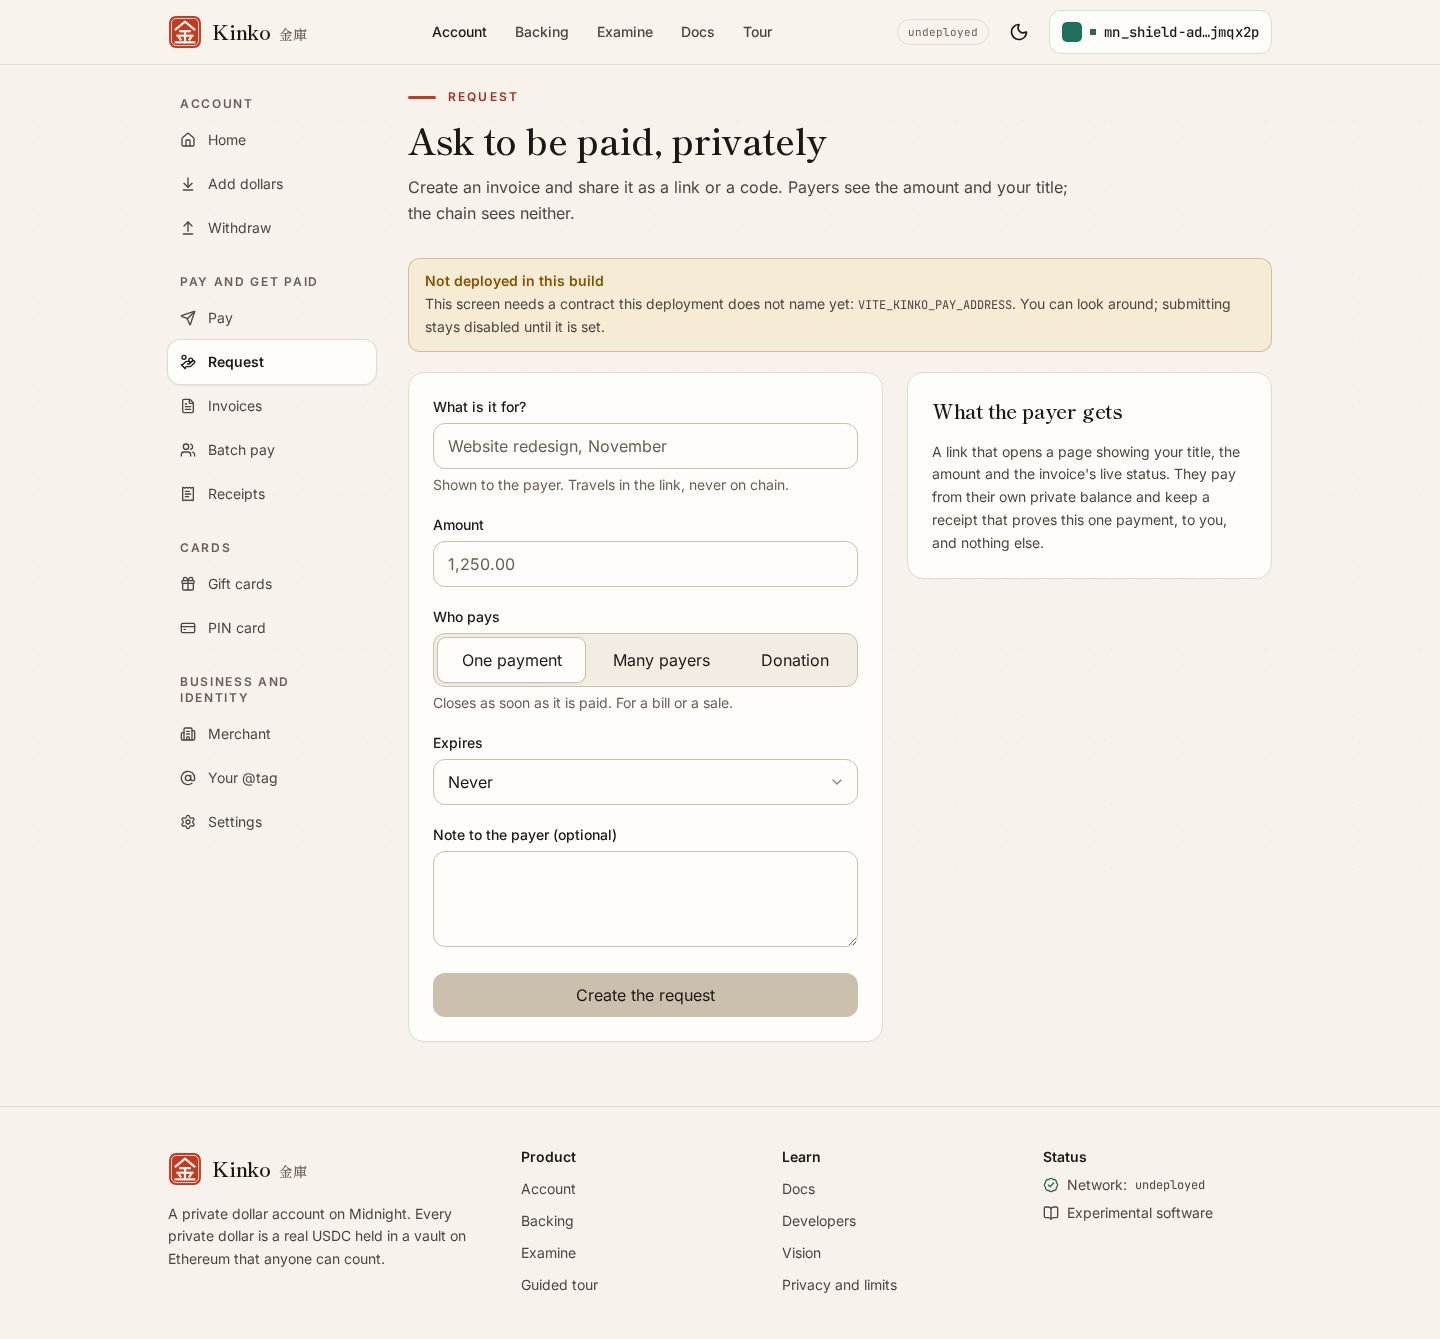 金 Kinko 金庫
Account Backing Examine Docs Tour
undeployed
mn_shield-ad…jmqx2p
ACCOUNT
Home
Add dollars
Withdraw
PAY AND GET PAID
Pay
Request
Invoices
Batch pay
Receipts
CARDS
Gift cards
PIN card
BUSINESS AND
IDENTITY
Merchant
Your @tag
Settings
REQUEST
Ask to be paid, privately
Create an invoice and share it as a link or a code. Payers see the amount and your title;
the chain sees neither.
Not deployed in this build
This screen needs a contract this deployment does not name yet: VITE_KINKO_PAY_ADDRESS. You can look around; submitting
stays disabled until it is set.
What is it for?
Website redesign, November
Shown to the payer. Travels in the link, never on chain.
Amount
1,250.00
Who pays
One payment Many payers Donation
Closes as soon as it is paid. For a bill or a sale.
Expires
Never
Note to the payer (optional)
Create the request
What the payer gets
A link that opens a page showing your title, the
amount and the invoice's live status. They pay
from their own private balance and keep a
receipt that proves this one payment, to you,
and nothing else.
金 Kinko 金庫
A private dollar account on Midnight. Every
private dollar is a real USDC held in a vault on
Ethereum that anyone can count.
Product
Account
Backing
Examine
Guided tour
Learn
Docs
Developers
Vision
Privacy and limits
Status
Network: undeployed
Experimental software